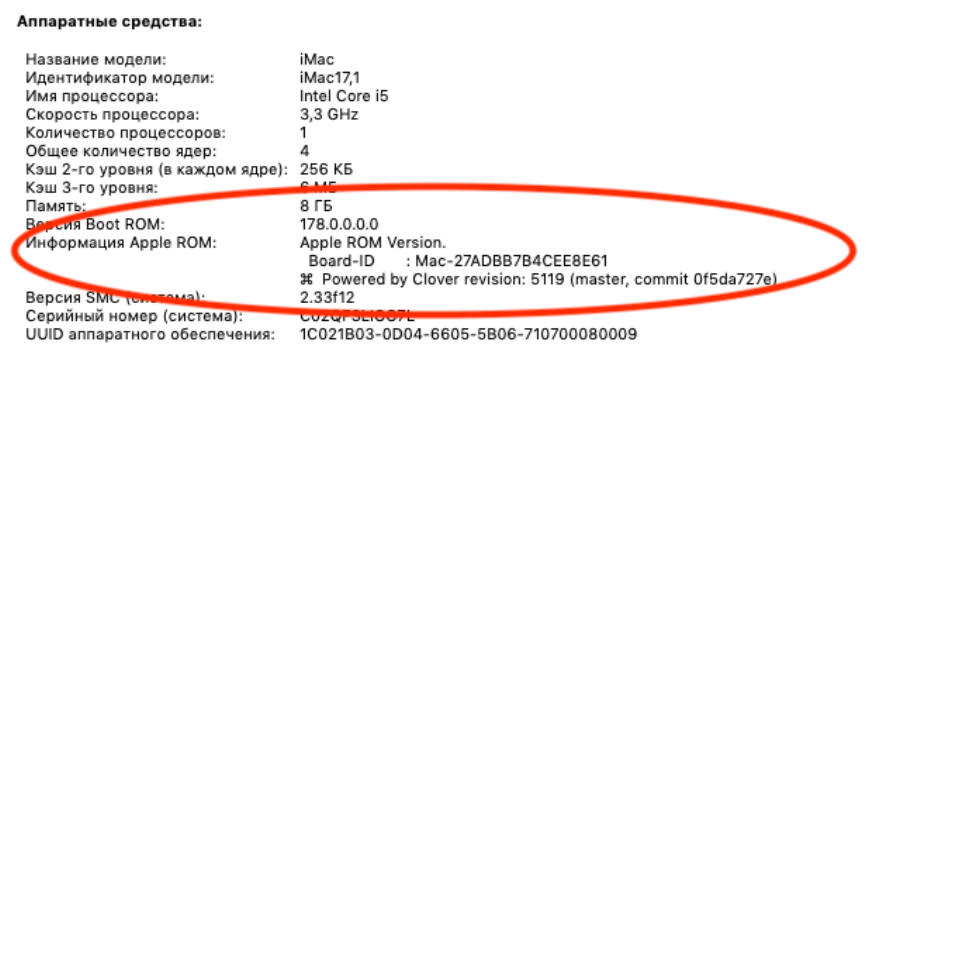 Аппаратные средства:
Название модели: iMac
Идентификатор модели: iMac17,1
Имя процессора: Intel Core i5
Скорость процессора: 3,3 GHz
Количество процессоров: 1
Общее количество ядер: 4
Кэш 2-го уровня (в каждом ядре): 256 КБ
Кэш 3-го уровня: 6 МБ
Память: 8 ГБ
Версия Boot ROM: 178.0.0.0.0
Информация Apple ROM: Apple ROM Version.
Board-ID : Mac-27ADBB7B4CEE8E61
⌘ Powered by Clover revision: 5119 (master, commit 0f5da727e)
Версия SMC (система): 2.33f12
Серийный номер (система):
UUID аппаратного обеспечения: 1C021B03-0D04-6605-5B06-710700080009